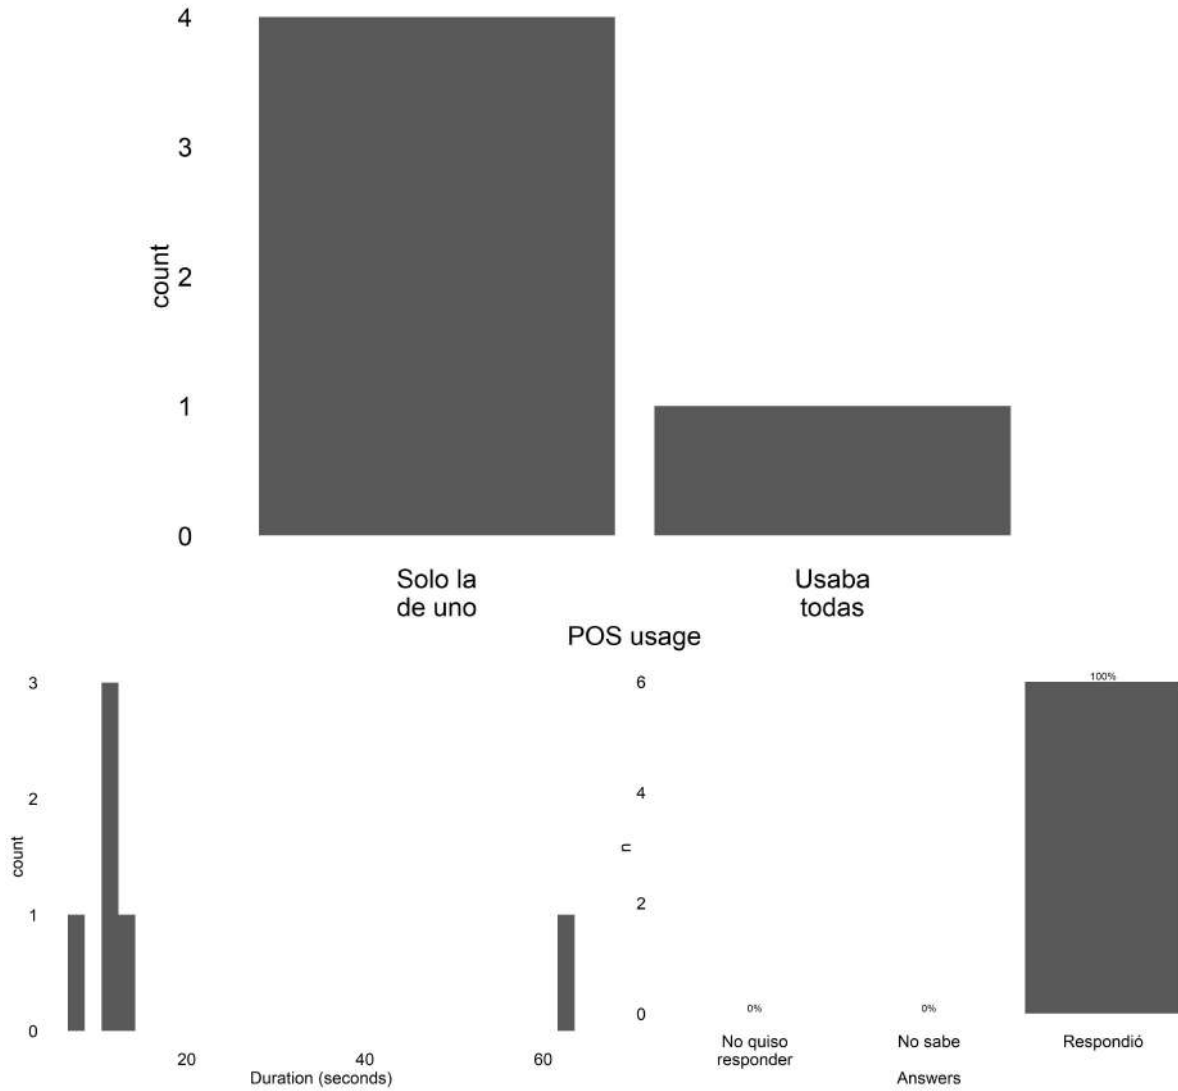 4
3
2
1
0
count
Solo la
de uno
Usaba
todas
POS usage
3
2
1
0
count
20
40
60
Duration (seconds)
6
4
2
0
n
100%
0%
0%
No quiso
responder
No sabe
Respondió
Answers